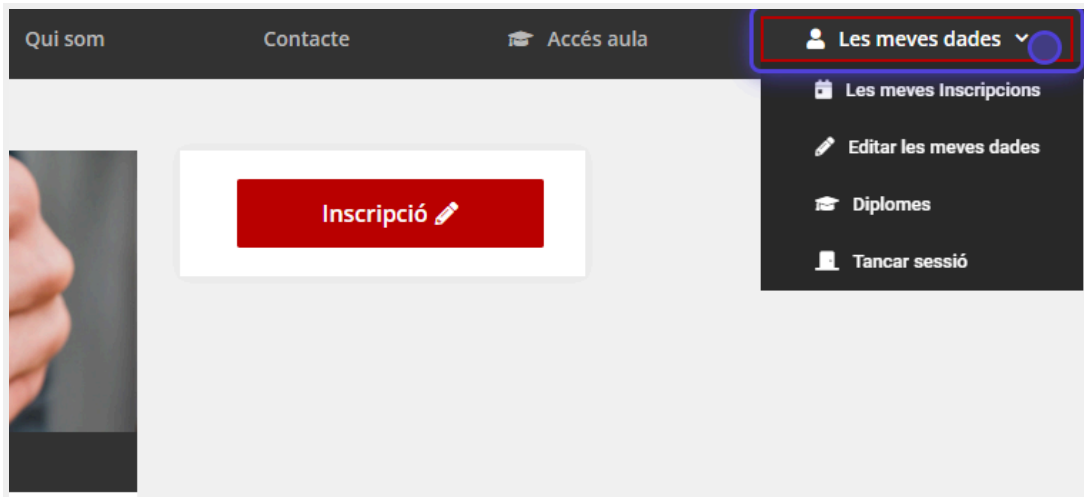 Qui som
Contacte
Accés aula
Les meves dades
Les meves Inscripcions
Editar les meves dades
Diplomes
Tancar sessió
Inscripció